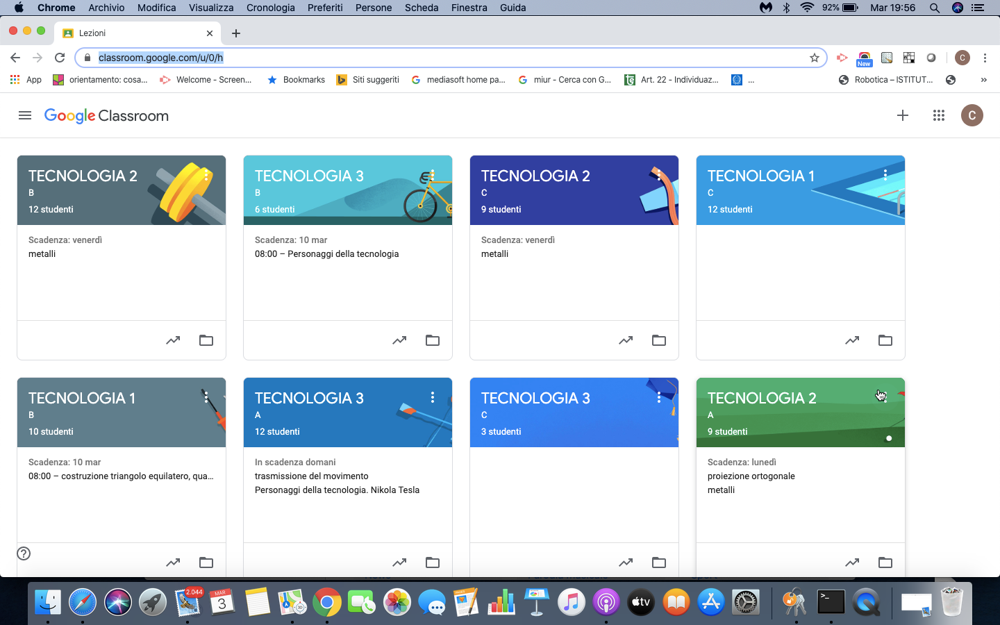 Chrome Archivio Modifica Visualizza Cronologia Preferiti Persone Scheda Finestra Guida 92% Mar 19:56
Lezioni
classroom.google.com/u/0/h New C
App orientamento: cosa... Welcome - Screen... Bookmarks Siti suggeriti mediasoft home pa... miur - Cerca con G... Art. 22 - Individuaz... ... Robotica – ISTITUT... »
Google Classroom C
TECNOLOGIA 2
B
12 studenti
Scadenza: venerdì
metalli
TECNOLOGIA 3
B
6 studenti
Scadenza: 10 mar
08:00 – Personaggi della tecnologia
TECNOLOGIA 2
C
9 studenti
Scadenza: venerdì
metalli
TECNOLOGIA 1
C
12 studenti
TECNOLOGIA 1
B
10 studenti
Scadenza: 10 mar
08:00 – costruzione triangolo equilatero, qua...
TECNOLOGIA 3
A
12 studenti
In scadenza domani
trasmissione del movimento
Personaggi della tecnologia. Nikola Tesla
TECNOLOGIA 3
C
3 studenti
TECNOLOGIA 2
A
9 studenti
Scadenza: lunedì
proiezione ortogonale
metalli
?
2.044
MAR
3
tv